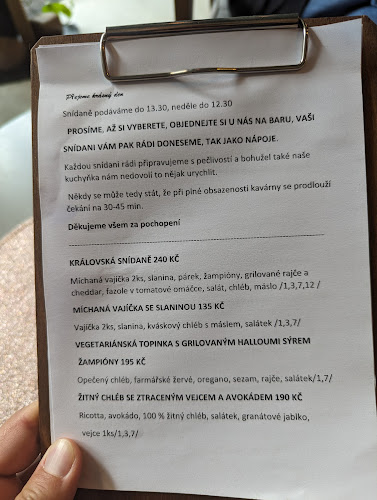 Přejeme krásný den
Snídaně podáváme do 13.30, neděle do 12.30
PROSÍME, AŽ SI VYBERETE, OBJEDNEJTE SI U NÁS NA BARU, VAŠI
SNÍDANI VÁM PAK RÁDI DONESEME, TAK JAKO NÁPOJE.
Každou snídani rádi připravujeme s pečlivostí a bohužel také naše
kuchyňka nám nedovolí to nějak urychlit.
Někdy se může tedy stát, že při plné obsazenosti kavárny se prodlouží
čekání na 30-45 min.
Děkujeme všem za pochopení
KRÁLOVSKÁ SNÍDANĚ 240 KČ
Míchaná vajíčka 2ks, slanina, párek, žampióny, grilované rajče a
cheddar, fazole v tomatové omáčce, salát, chléb, máslo /1,3,7,12 /
MÍCHANÁ VAJÍČKA SE SLANINOU 135 KČ
Vajíčka 2ks, slanina, kváskový chléb s máslem, salátek /1,3,7/
VEGETARIÁNSKÁ TOPINKA S GRILOVANÝM HALLOUMI SÝREM
ŽAMPIÓNY 195 KČ
Opečený chléb, farmářské žervé, oregano, sezam, rajče, salátek/1,7/
ŽITNÝ CHLÉB SE ZTRACENÝM VEJCEM A AVOKÁDEM 190 KČ
Ricotta, avokádo, 100 % žitný chléb, salátek, granátové jablko,
vejce 1ks/1,3,7/